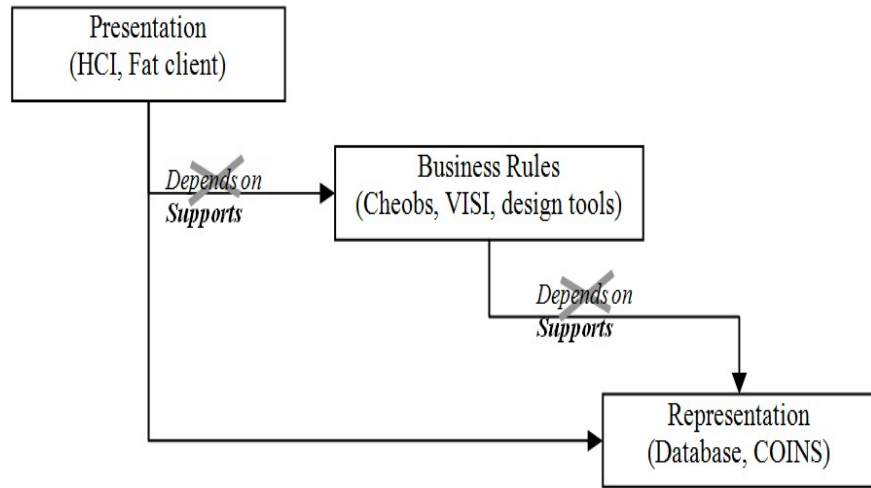 Presentation
(HCI, Fat client)
Depends on
Supports
Business Rules
(Cheobs, VISI, design tools)
Depends on
Supports
Representation
(Database, COINS)